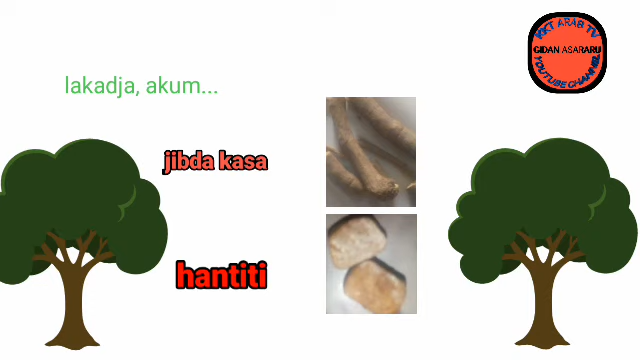 KKT ARAB TV
GIDAN ASARARU
YOUTUBE CHANNEL
lakadja, akum...
jibda kasa
hantiti